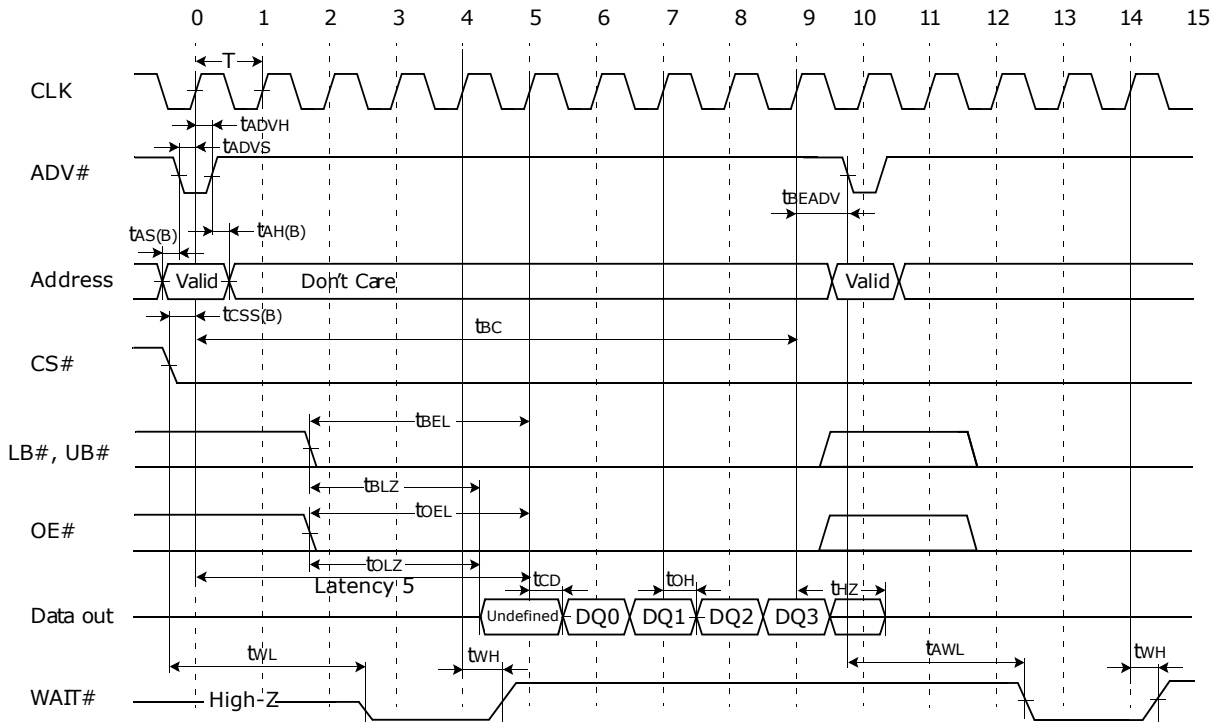 0 1 2 3 4 5 6 7 8 9 10 11 12 13 14 15
T
CLK
tADVH
tADVS
ADV#
tBEADV
tAS(B)
tAH(B)
Address
Valid
Don't Care
Valid
tCSS(B)
tBC
CS#
tBEL
LB#, UB#
tBLZ
tOEL
OE#
tOLZ
Latency 5
tCD
tOH
tHZ
Data out
Undefined
DQ0
DQ1
DQ2
DQ3
tWL
tWH
tAWL
tWH
WAIT#
High-Z